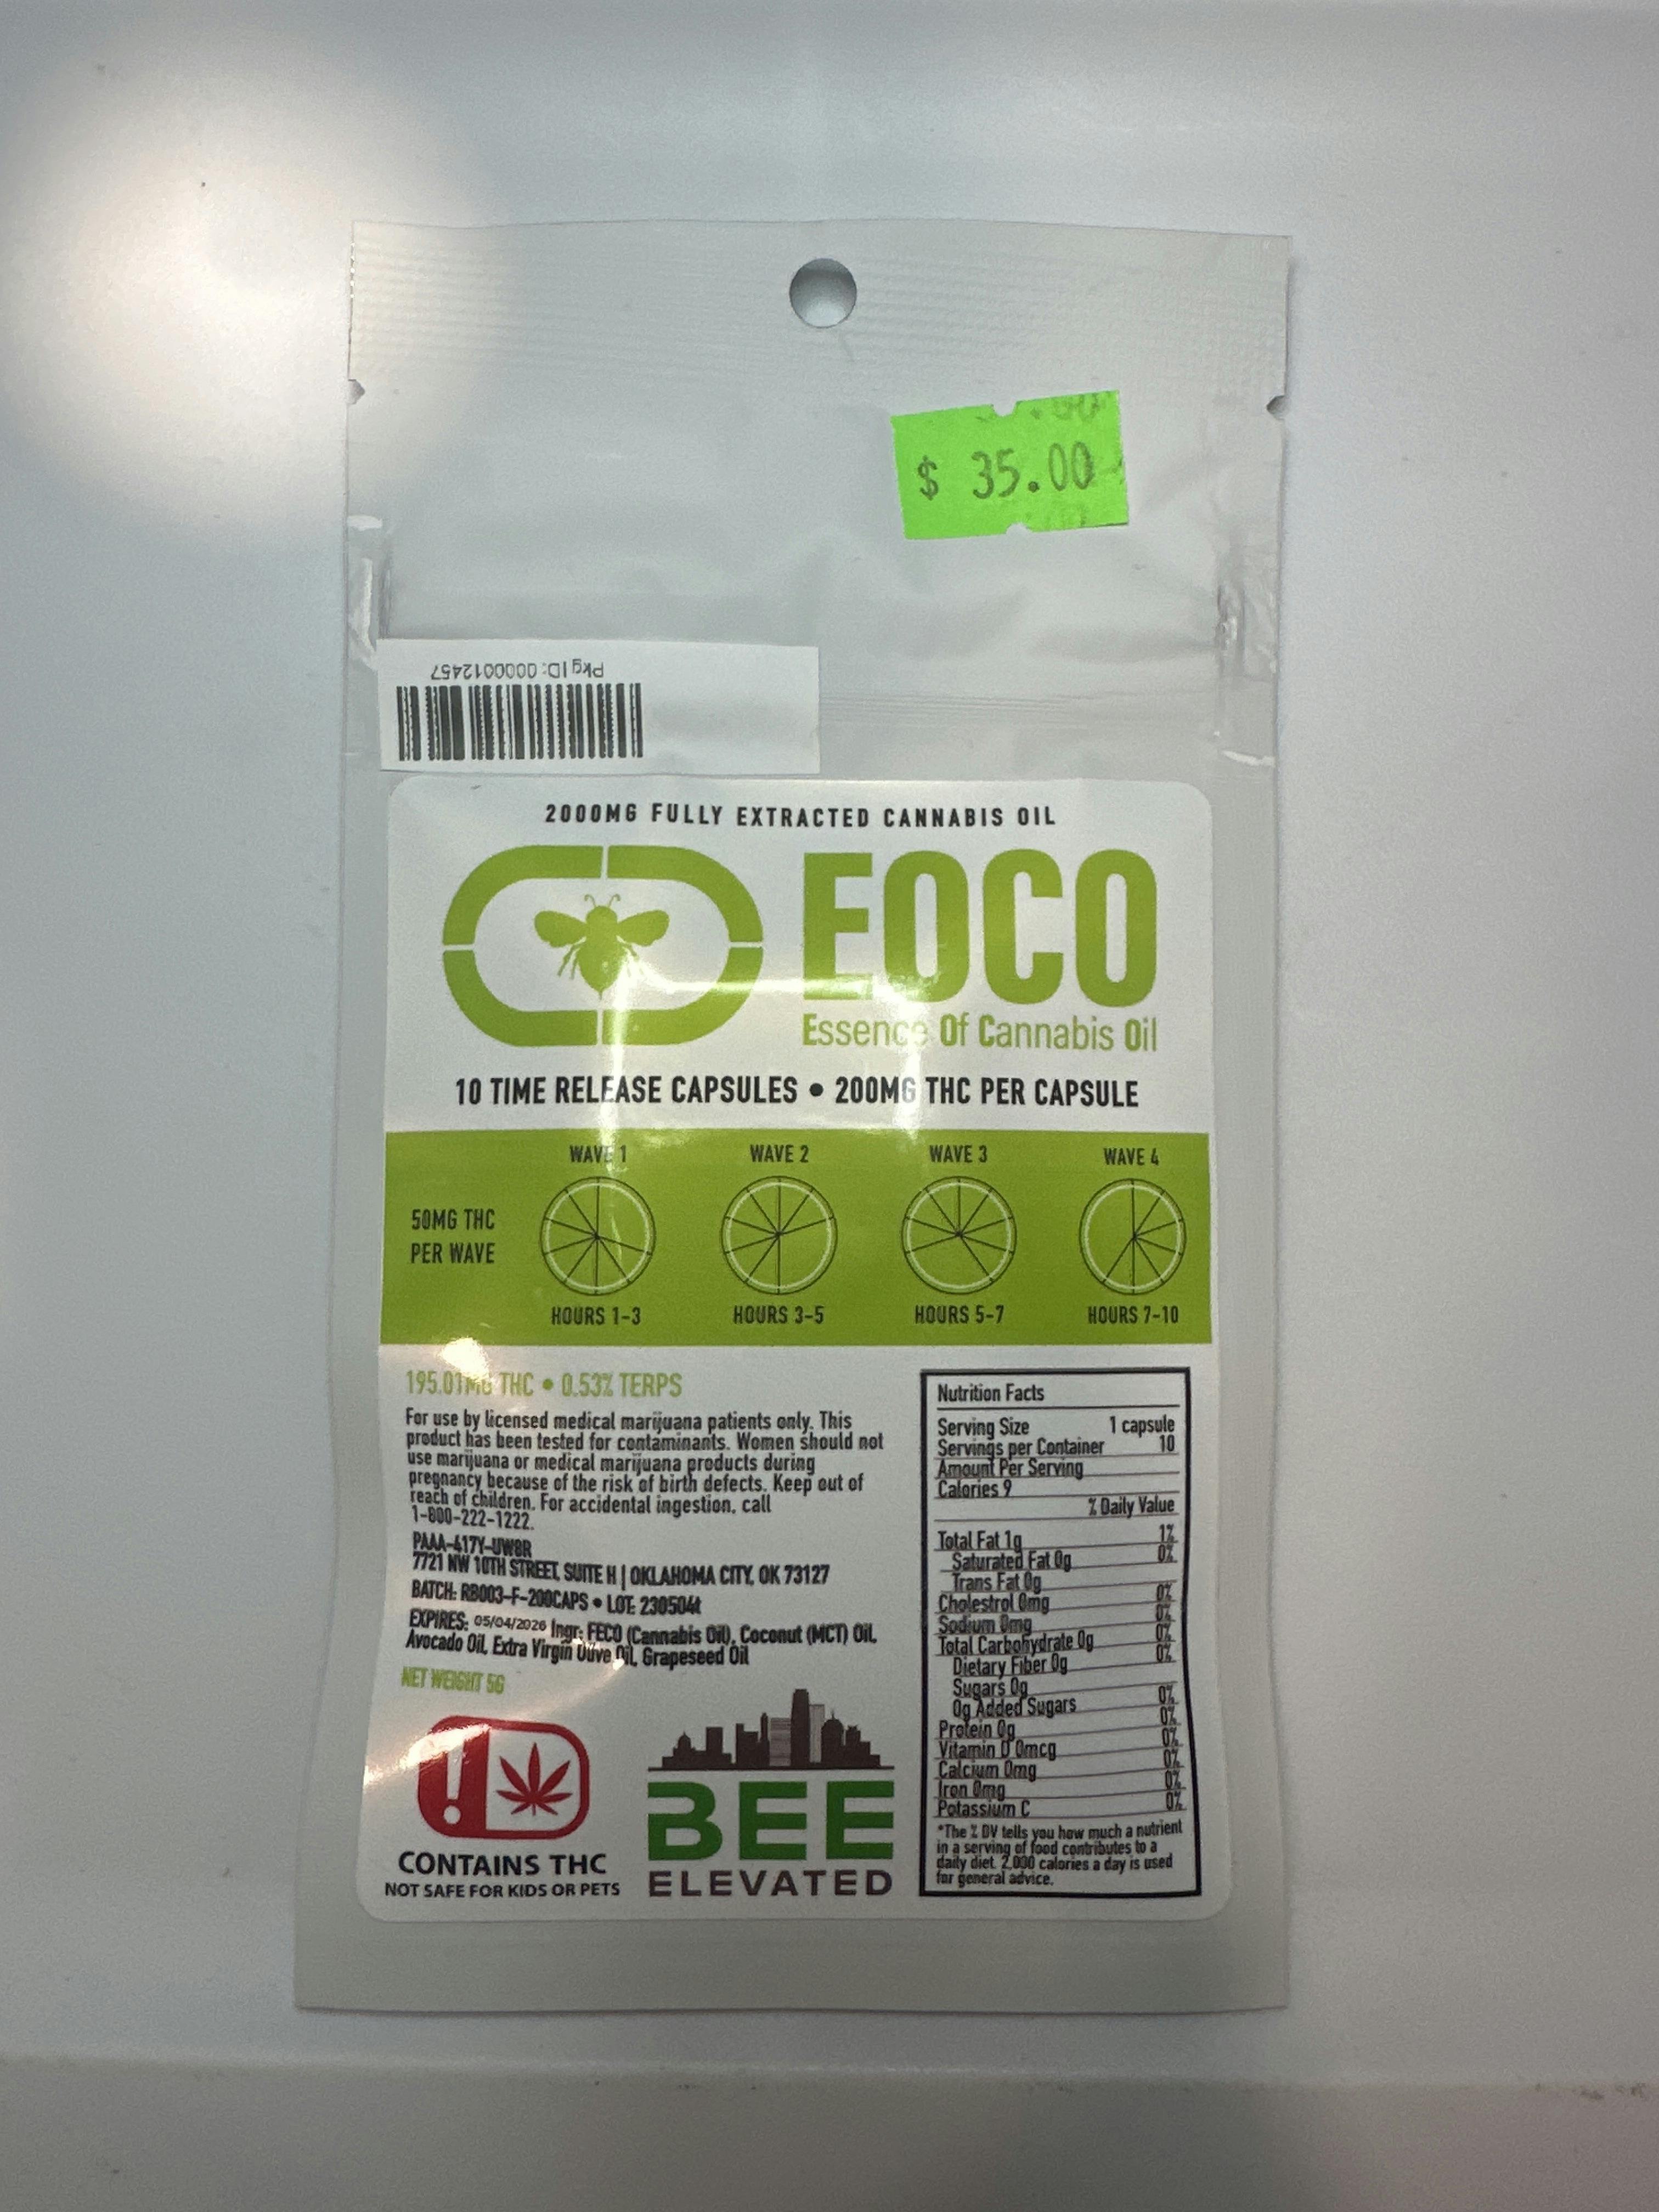 $ 35.00
Pkg ID: 0000012457
2000MG FULLY EXTRACTED CANNABIS OIL
EOCO
Essence Of Cannabis Oil
10 TIME RELEASE CAPSULES • 200MG THC PER CAPSULE
WAVE 1 WAVE 2 WAVE 3 WAVE 4
50MG THC
PER WAVE
HOURS 1-3 HOURS 3-5 HOURS 5-7 HOURS 7-10
195.01MG THC • 0.53% TERPS
For use by licensed medical marijuana patients only. This
product has been tested for contaminants. Women should not
use marijuana or medical marijuana products during
pregnancy because of the risk of birth defects. Keep out of
reach of children. For accidental ingestion, call
1-800-222-1222.
PAAA-417Y-UW8R
7721 NW 10TH STREET, SUITE H | OKLAHOMA CITY, OK 73127
BATCH: RB003-F-200CAPS • LOT: 230504t
EXPIRES: 05/04/2026 Ingr: FECO (Cannabis Oil), Coconut (MCT) Oil,
Avocado Oil, Extra Virgin Olive Oil, Grapeseed Oil
NET WEIGHT 5G
CONTAINS THC
NOT SAFE FOR KIDS OR PETS
BEE
ELEVATED
Nutrition Facts
Serving Size 1 capsule
Servings per Container 10
Amount Per Serving
Calories 9
% Daily Value
Total Fat 1g 1%
Saturated Fat 0g 0%
Trans Fat 0g
Cholestrol 0mg 0%
Sodium 0mg 0%
Total Carbohydrate 0g 0%
Dietary Fiber 0g 0%
Sugars 0g
0g Added Sugars 0%
Protein 0g 0%
Vitamin D 0mcg 0%
Calcium 0mg 0%
Iron 0mg 0%
Potassium C 0%
*The % DV tells you how much a nutrient
in a serving of food contributes to a
daily diet. 2,000 calories a day is used
for general advice.